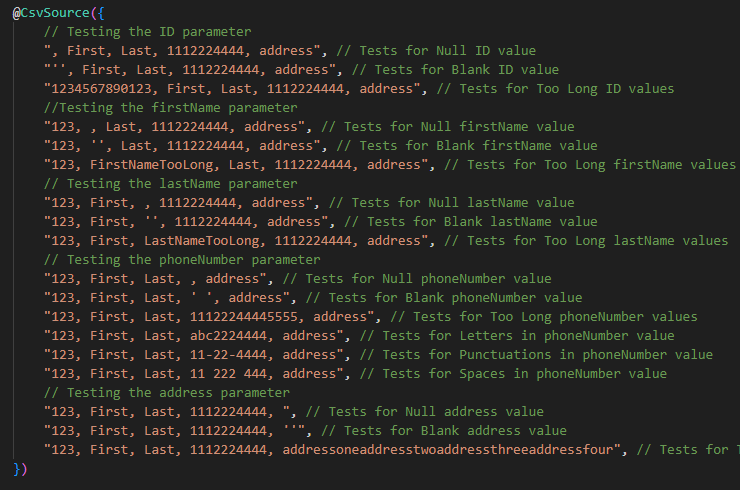 @CsvSource({
// Testing the ID parameter
", First, Last, 1112224444, address", // Tests for Null ID value
"'', First, Last, 1112224444, address", // Tests for Blank ID value
"1234567890123, First, Last, 1112224444, address", // Tests for Too Long ID values
//Testing the firstName parameter
"123, , Last, 1112224444, address", // Tests for Null firstName value
"123, '', Last, 1112224444, address", // Tests for Blank firstName value
"123, FirstNameTooLong, Last, 1112224444, address", // Tests for Too Long firstName values
// Testing the lastName parameter
"123, First, , 1112224444, address", // Tests for Null lastName value
"123, First, '', 1112224444, address", // Tests for Blank lastName value
"123, First, LastNameTooLong, 1112224444, address", // Tests for Too Long lastName values
// Testing the phoneNumber parameter
"123, First, Last, , address", // Tests for Null phoneNumber value
"123, First, Last, ' ', address", // Tests for Blank phoneNumber value
"123, First, Last, 11122244445555, address", // Tests for Too Long phoneNumber values
"123, First, Last, abc2224444, address", // Tests for Letters in phoneNumber value
"123, First, Last, 11-22-4444, address", // Tests for Punctuations in phoneNumber value
"123, First, Last, 11 222 444, address", // Tests for Spaces in phoneNumber value
// Testing the address parameter
"123, First, Last, 1112224444, ", // Tests for Null address value
"123, First, Last, 1112224444, ''", // Tests for Blank address value
"123, First, Last, 1112224444, addressoneaddresstwoaddressthreeaddressfour", // Tests for
})